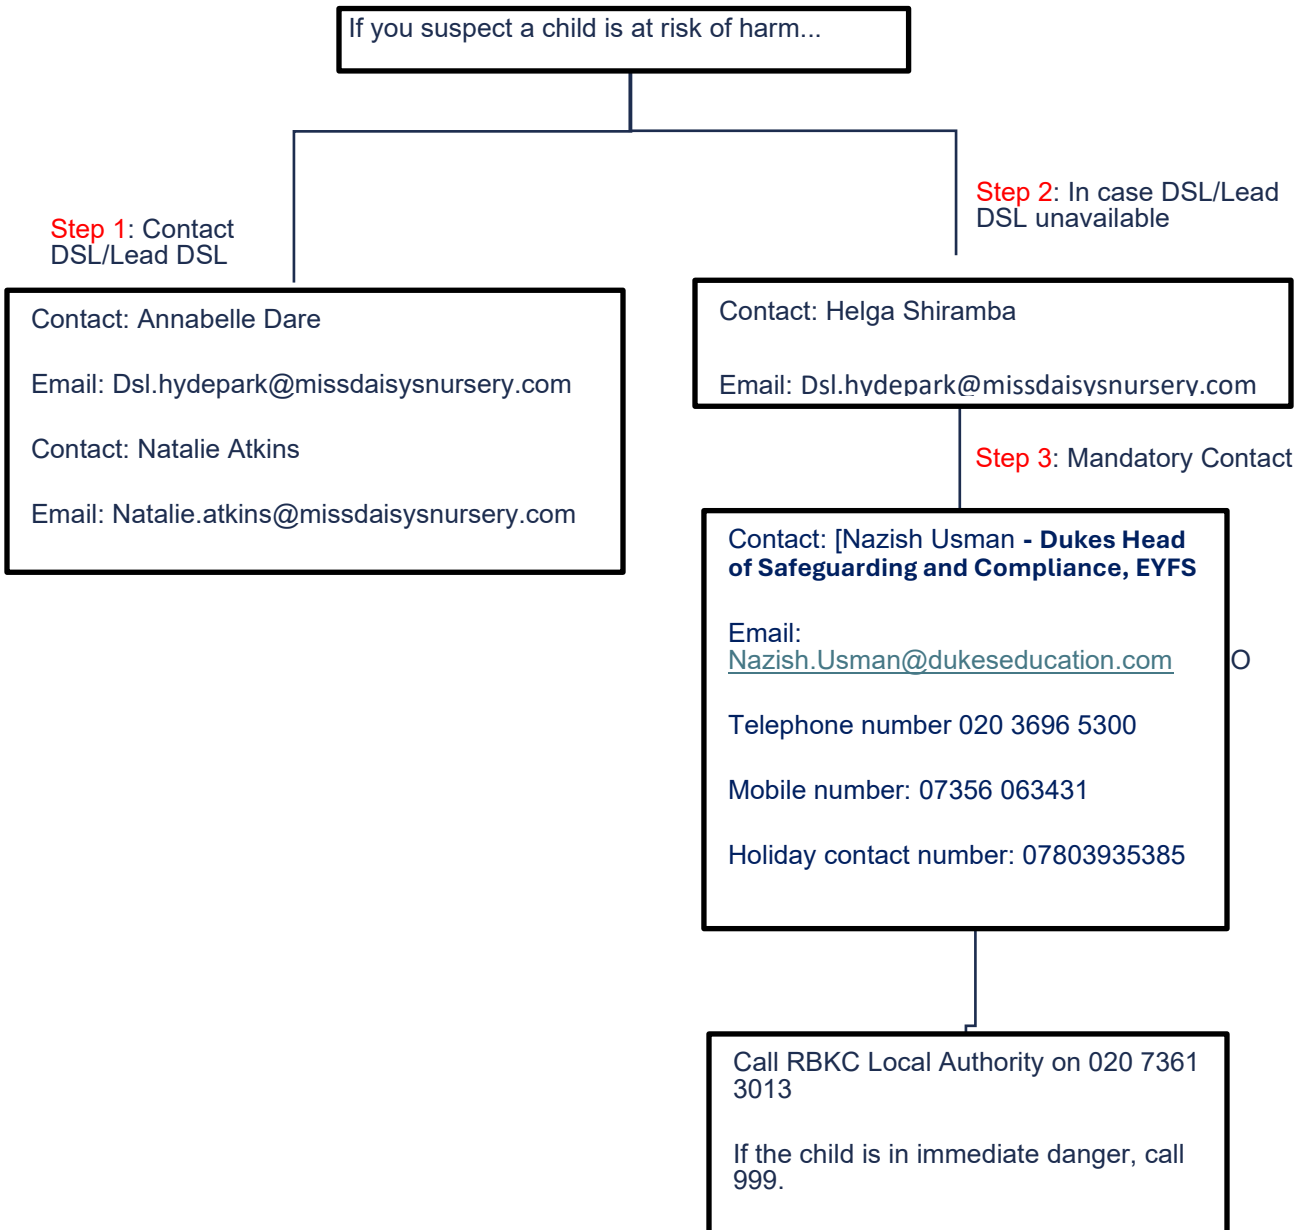 If you suspect a child is at risk of harm...
Step 1: Contact
DSL/Lead DSL
Contact: Annabelle Dare
Email: Dsl.hydepark@missdaisysnursery.com
Contact: Natalie Atkins
Email: Natalie.atkins@missdaisysnursery.com
Step 2: In case DSL/Lead
DSL unavailable
Contact: Helga Shiramba
Email: Dsl.hydepark@missdaisysnursery.com
Step 3: Mandatory Contact
Contact: [Nazish Usman - Dukes Head
of Safeguarding and Compliance, EYFS
Email:
Nazish.Usman@dukeseducation.com
O
Telephone number 020 3696 5300
Mobile number: 07356 063431
Holiday contact number: 07803935385
Call RBKC Local Authority on 020 7361
3013
If the child is in immediate danger, call
999.